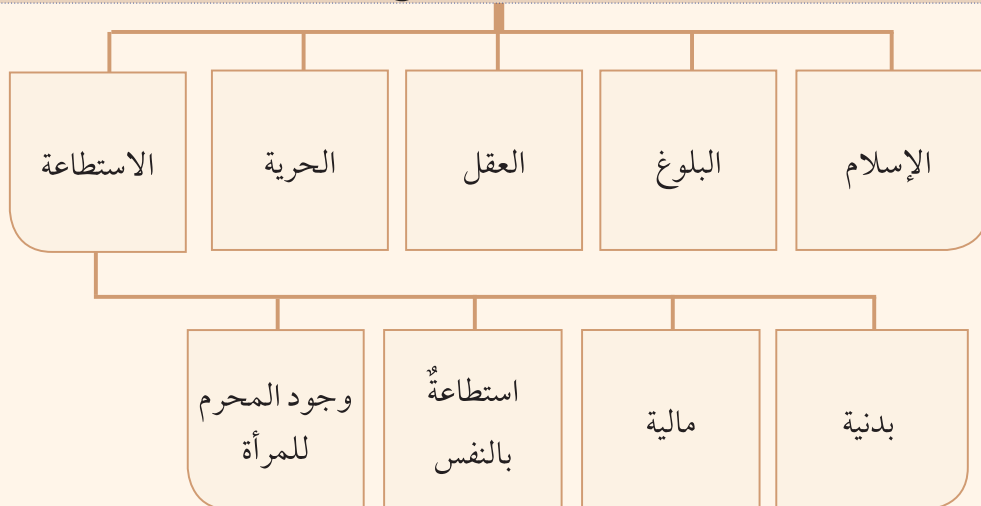 الإسلام
البلوغ
العقل
الحرية
الاستطاعة
بدنية
مالية
استطاعةٌ
بالنفس
وجود المحرم
للمرأة